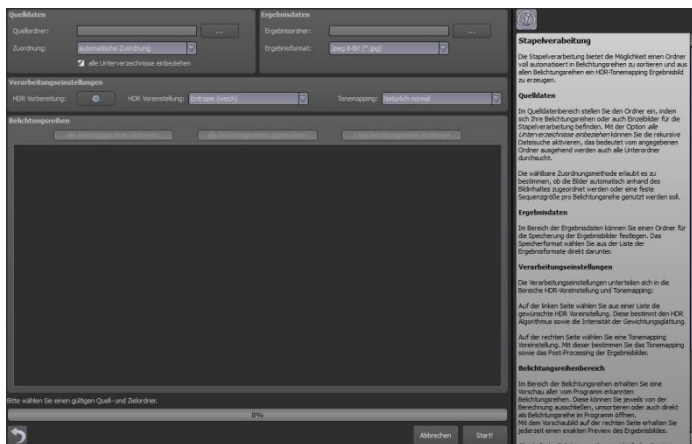 Quelldaten
Quellordner:
...
Zuordnung:
automatische Zuordnung
alle Unterverzeichnisse einbeziehen
Ergebnisdaten
Ergebnisordner:
...
Ergebnisformat:
Jpeg 8-Bit (*.jpg)
Verarbeitungseinstellungen
HDR Vorbereitung:
HDR Voreinstellung:
Entropie (weich)
Tonemapping:
Natürlich normal
Belichtungsreihen
alle Belichtungsreihen aktivieren
alle Belichtungsreihen deaktivieren
Belichtungsreihen entfernen
Bitte wählen Sie einen gültigen Quell- und Zielordner.
0%
Abbrechen
Start!
Stapelverabeitung
Die Stapelverarbeitung bietet die Möglichkeit einen Ordner
voll automatisiert in Belichtungsreihen zu sortieren und aus
allen Belichtungsreihen ein HDR-Tonemapping Ergebnisbild
zu erzeugen.
Quelldaten
Im Quelldatenbereich stellen Sie den Ordner ein, indem
sich Ihre Belichtungsreihen oder auch Einzelbilder für die
Stapelverarbeitung befinden. Mit der Option alle
Unterverzeichnisse einbeziehen können Sie die rekursive
Dateisuche aktivieren, das bedeutet vom angegebenen
Ordner ausgehend werden auch alle Unterordner
durchsucht.
Die wählbare Zuordnungsmethode erlaubt es zu
bestimmen, ob die Bilder automatisch anhand des
Bildinhaltes zugeordnet werden oder eine feste
Sequenzgröße pro Belichtungsreihe genutzt werden soll.
Ergebnisdaten
Im Bereich der Ergebnisdaten können Sie einen Ordner für
die Speicherung der Ergebnisbilder festlegen. Das
Speicherformat wählen Sie aus der Liste der
Ergebnisformate direkt darunter.
Verarbeitungseinstellungen
Die Verarbeitungseinstellungen unterteilen sich in die
Bereiche HDR-Voreinstellung und Tonemapping:
Auf der linken Seite wählen Sie aus einer Liste die
gewünschte HDR Voreinstellung. Diese bestimmt den HDR
Algorithmus sowie die Intensität der Gewichtungsglättung.
Auf der rechten Seite wählen Sie eine Tonemapping
Voreinstellung. Mit dieser bestimmen Sie das Tonemapping
sowie das Post-Processing der Ergebnisbilder.
Belichtungsreihenbereich
Im Bereich der Belichtungsreihen erhalten Sie eine
Vorschau aller vom Programm erkannten
Belichtungsreihen. Diese können Sie jeweils von der
Berechnung ausschließen, umsortieren oder auch direkt
als Belichtungsreihe im Programm öffnen.
Mit dem Vorschaubild auf der rechten Seite erhalten Sie
jederzeit einen exakten Preview des Ergebnisbildes.